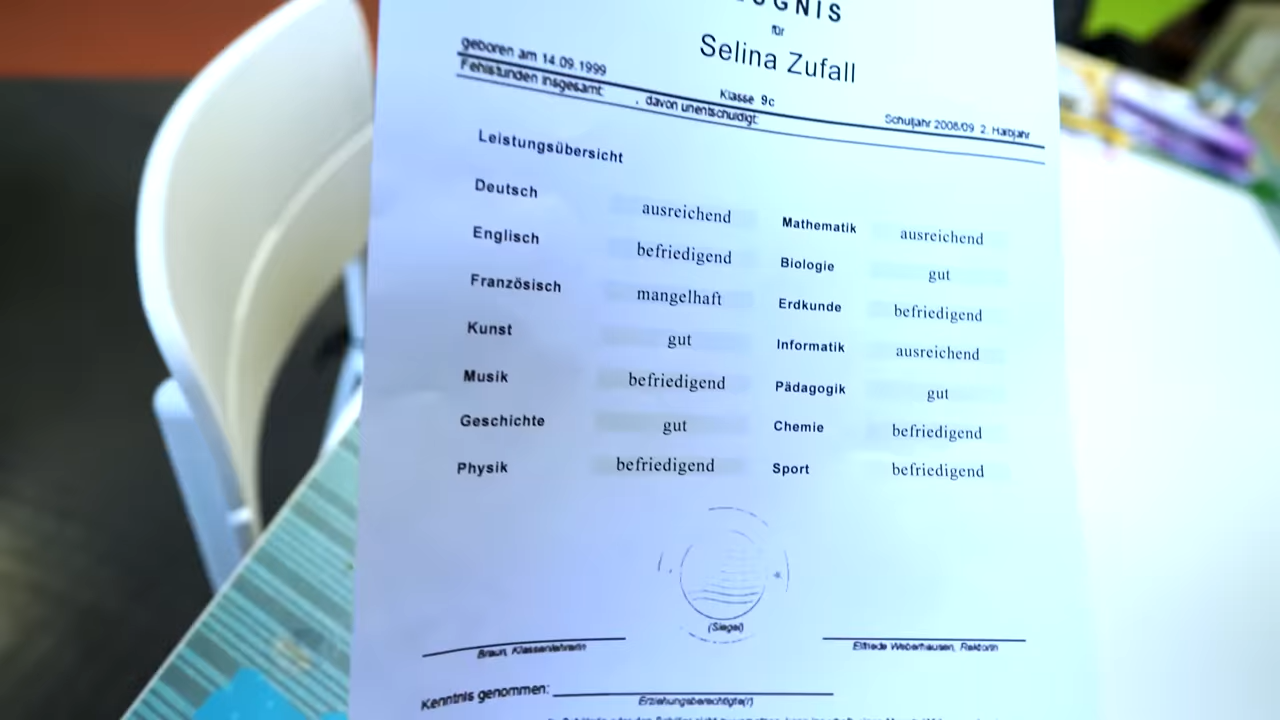 für
Selina Zufall
geboren am 14.09.1999 Klasse 9c Schuljahr 2008/09 2. Halbjahr
Fehlstunden insgesamt: , davon unentschuldigt:
Leistungsübersicht
Deutsch ausreichend Mathematik ausreichend
Englisch befriedigend Biologie gut
Französisch mangelhaft Erdkunde befriedigend
Kunst gut Informatik ausreichend
Musik befriedigend Pädagogik gut
Geschichte gut Chemie befriedigend
Physik befriedigend Sport befriedigend
(Siegel)
Braun, Klassenlehrerin Elfriede Weberhausen, Rektorin
Kenntnis genommen:
Erziehungsberechtigte(r)